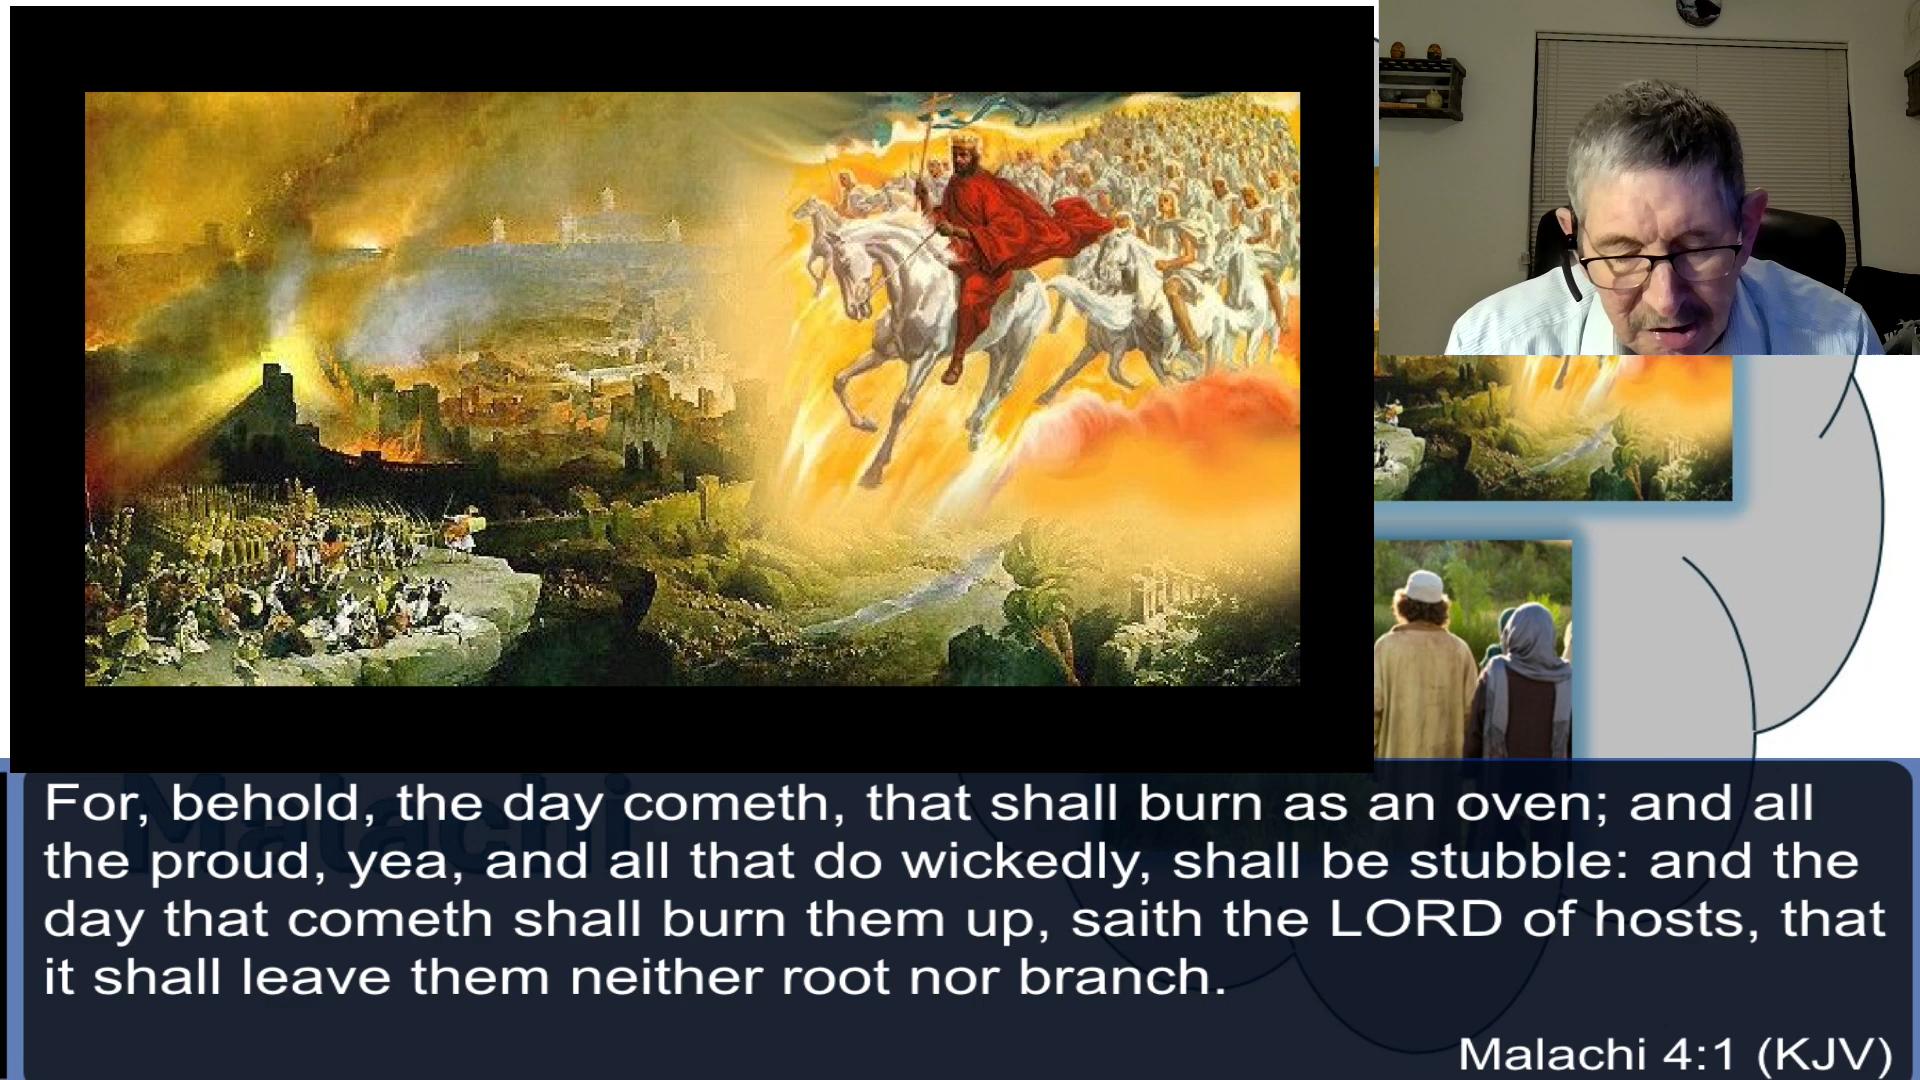 Malachi
For, behold, the day cometh, that shall burn as an oven; and all
the proud, yea, and all that do wickedly, shall be stubble: and the
day that cometh shall burn them up, saith the LORD of hosts, that
it shall leave them neither root nor branch.
Malachi 4:1 (KJV)